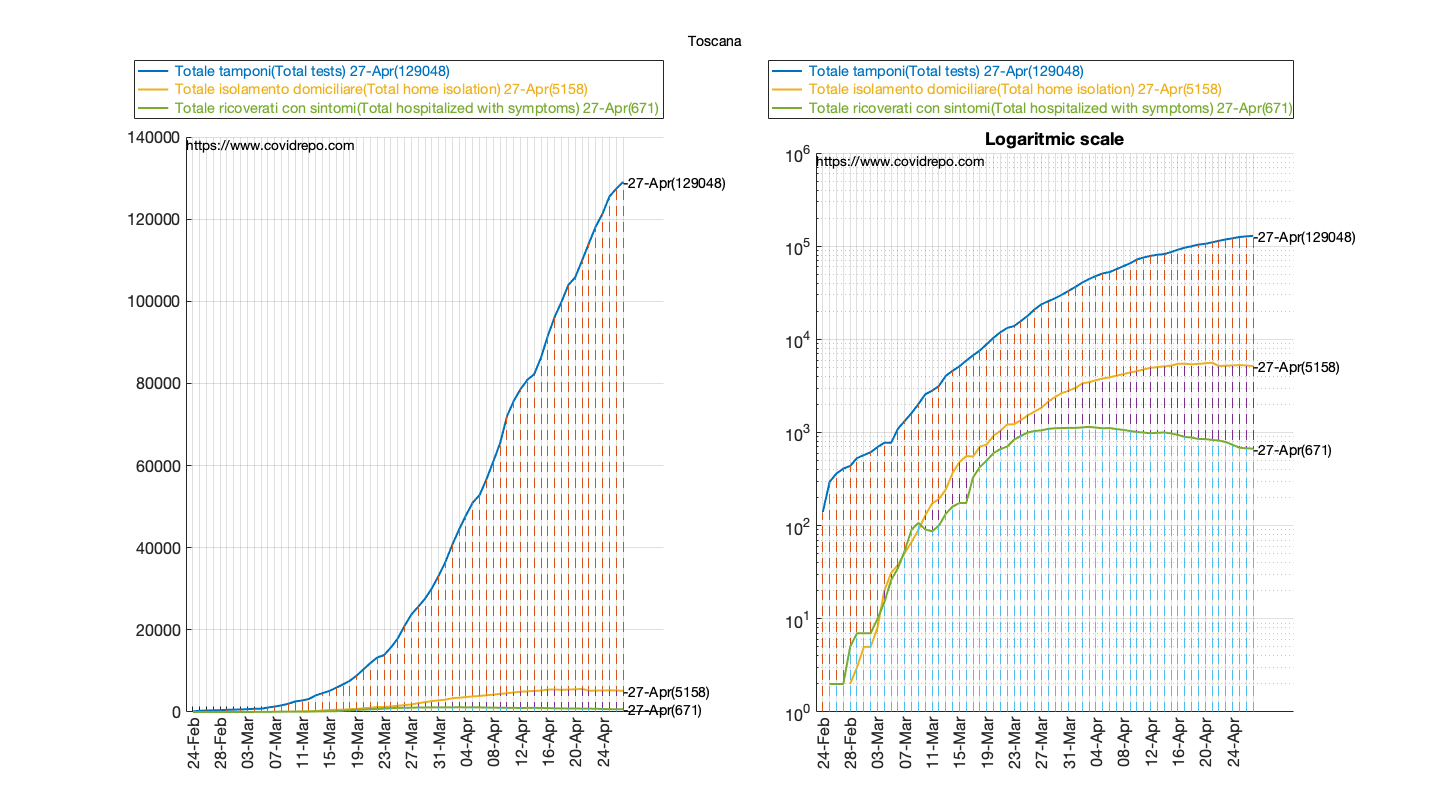 Toscana
Totale tamponi(Total tests) 27-Apr(129048)
Totale isolamento domiciliare(Total home isolation) 27-Apr(5158)
Totale ricoverati con sintomi(Total hospitalized with symptoms) 27-Apr(671)
140000
https://www.covidrepo.com
120000
100000
80000
60000
40000
20000
0
27-Apr(129048)
27-Apr(5158)
27-Apr(671)
24-Feb
28-Feb
03-Mar
07-Mar
11-Mar
15-Mar
19-Mar
23-Mar
27-Mar
31-Mar
04-Apr
08-Apr
12-Apr
16-Apr
20-Apr
24-Apr
Totale tamponi(Total tests) 27-Apr(129048)
Totale isolamento domiciliare(Total home isolation) 27-Apr(5158)
Totale ricoverati con sintomi(Total hospitalized with symptoms) 27-Apr(671)
Logaritmic scale
10^6
https://www.covidrepo.com
10^5
10^4
10^3
10^2
10^1
10^0
27-Apr(129048)
27-Apr(5158)
27-Apr(671)
24-Feb
28-Feb
03-Mar
07-Mar
11-Mar
15-Mar
19-Mar
23-Mar
27-Mar
31-Mar
04-Apr
08-Apr
12-Apr
16-Apr
20-Apr
24-Apr